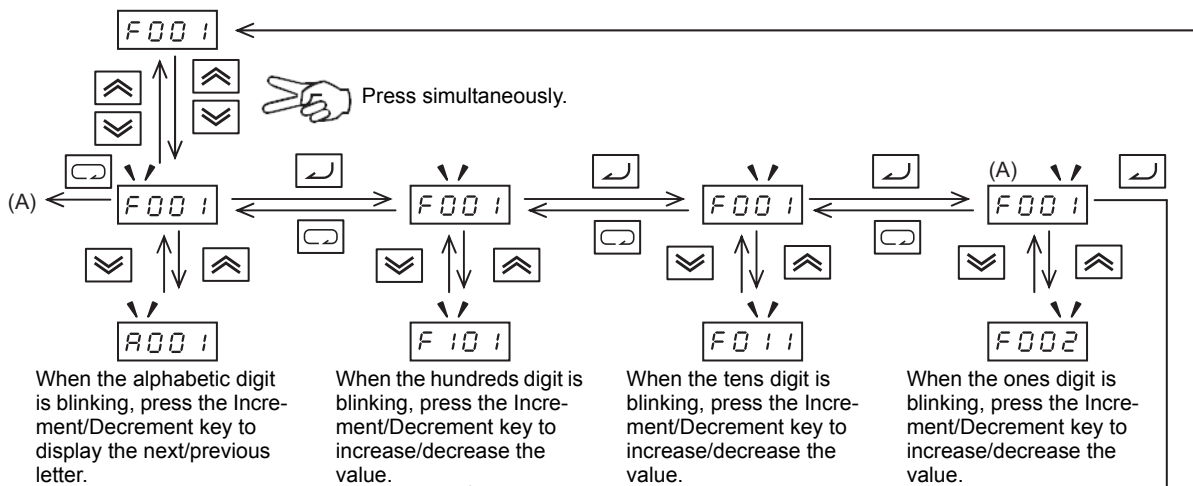 F001
Press simultaneously.
(A)
F001
F001
F001
(A)
F001
A001
F101
F011
F002
When the alphabetic digit
is blinking, press the Incre-
ment/Decrement key to
display the next/previous
letter.
When the hundreds digit is
blinking, press the Incre-
ment/Decrement key to
increase/decrease the
value.
When the tens digit is
blinking, press the Incre-
ment/Decrement key to
increase/decrease the
value.
When the ones digit is
blinking, press the Incre-
ment/Decrement key to
increase/decrease the
value.